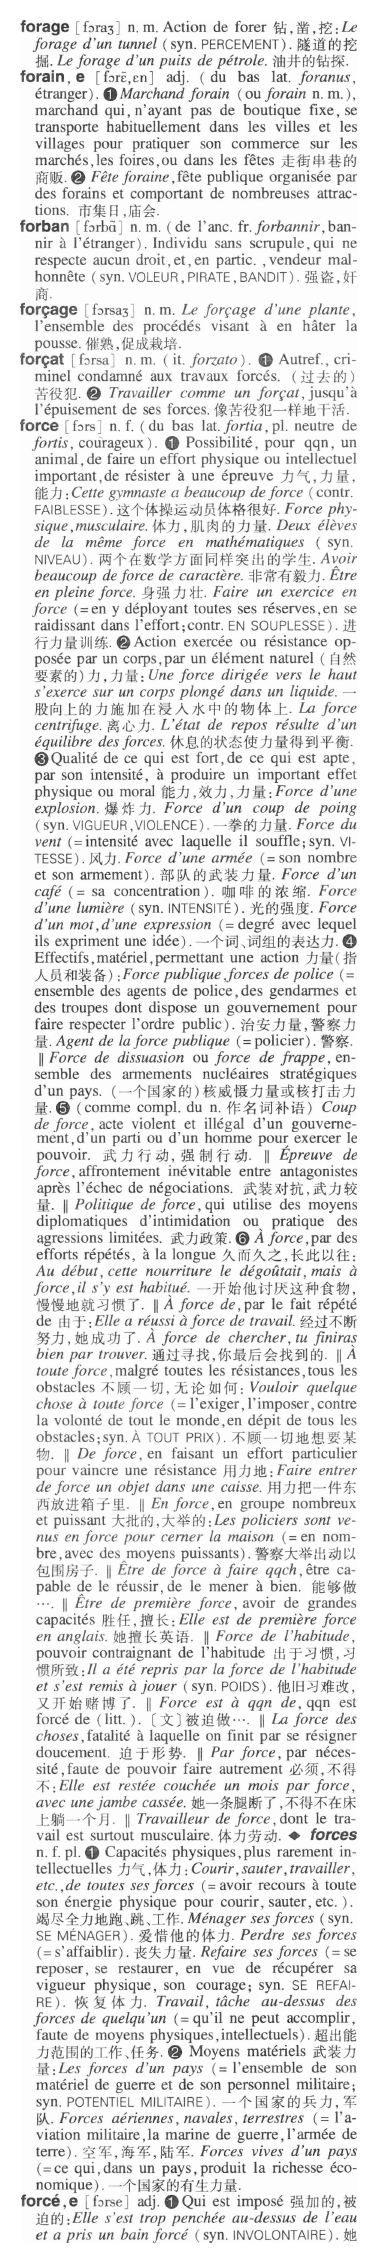 forage [fɔraʒ] n. m. Action de forer 钻,凿,挖:Le
forage d'un tunnel (syn. PERCEMENT). 隧道的挖
掘. Le forage d'un puits de pétrole. 油井的钻探.
forain, e [fɔrɛ̃,ɛn] adj. (du bas lat. foranus,
étranger). ❶Marchand forain (ou forain n. m.),
marchand qui, n'ayant pas de boutique fixe, se
transporte habituellement dans les villes et les
villages pour pratiquer son commerce sur les
marchés,les foires,ou dans les fêtes 走街串巷的
商贩. ❷ Fête foraine,fête publique organisée par
des forains et comportant de nombreuses attrac-
tions. 市集日,庙会.
forban [fɔrbɑ̃] n. m. (de l'anc. fr. forbannir,ban-
nir à l'étranger). Individu sans scrupule,qui ne
respecte aucun droit,et,en partic. ,vendeur mal-
honnête (syn. VOLEUR,PIRATE,BANDIT). 强盗,奸
商.
forçage [fɔrsaʒ] n. m. Le forçage d'une plante,
l'ensemble des procédés visant à en hâter la
pousse. 催熟,促成栽培.
forçat [fɔrsa] n. m. (it. forzato). ❶ Autref.,cri-
minel condamné aux travaux forcés. (过去的)
苦役犯. ❷ Travailler comme un forçat,jusqu'à
l'épuisement de ses forces. 像苦役犯一样地干活.
force [fɔrs] n. f. (du bas lat. fortia,pl. neutre de
fortis, courageux). ❶ Possibilité, pour qqn, un
animal,de faire un effort physique ou intellectuel
important,de résister à une épreuve 力气,力量,
能力:Cette gymnaste a beaucoup de force (contr.
FAIBLESSE). 这个体操运动员体格很好. Force phy-
sique,musculaire. 体力,肌肉的力量. Deux élèves
de la même force en mathématiques (syn.
NIVEAU). 两个在数学方面同样突出的学生. Avoir
beaucoup de force de caractère. 非常有毅力. Être
en pleine force. 身强力壮. Faire un exercice en
force (=en y déployant toutes ses réserves,en se
raidissant dans l'effort;contr. EN SOUPLESSE). 进
行力量训练. ❷Action exercée ou résistance op-
posée par un corps,par un élément naturel (自然
要素的)力,力量:Une force dirigée vers le haut
s'exerce sur un corps plongé dans un liquide. 一
股向上的力施加在浸入水中的物体上. La force
centrifuge. 离心力. L'état de repos résulte d'un
équilibre des forces. 休息的状态使力量得到平衡.
❸Qualité de ce qui est fort,de ce qui est apte,
par son intensité, à produire un important effet
physique ou moral 能力,效力,力量:Force d'une
explosion. 爆炸力. Force d'un coup de poing
(syn. VIGUEUR,VIOLENCE). 一拳的力量. Force du
vent (=intensité avec laquelle il souffle;syn. VI-
TESSE). 风力. Force d'une armée (=son nombre
et son armement). 部队的武装力量. Force d'un
café (= sa concentration). 咖啡的浓缩. Force
d'une lumière (syn. INTENSITÉ). 光的强度. Force
d'un mot,d'une expression (=degré avec lequel
ils expriment une idée). 一个词、词组的表达力. ❹
Effectifs,matériel,permettant une action 力量(指
人员和装备):Force publique,forces de police (=
ensemble des agents de police,des gendarmes et
des troupes dont dispose un gouvernement pour
faire respecter l'ordre public). 治安力量,警察力
量. Agent de la force publique (=policier). 警察.
‖ Force de dissuasion ou force de frappe,en-
semble des armements nucléaires stratégiques
d'un pays. (一个国家的)核威慑力量或核打击力
量.❺ (comme compl. du n. 作名词补语) Coup
de force,acte violent et illégal d'un gouverne-
ment,d'un parti ou d'un homme pour exercer le
pouvoir. 武力行动,强制行动. ‖ Épreuve de
force,affrontement inévitable entre antagonistes
après l'échec de négociations. 武装对抗,武力较
量. ‖ Politique de force,qui utilise des moyens
diplomatiques d'intimidation ou pratique des
agressions limitées. 武力政策. ❻ À force,par des
efforts répétés, à la longue 久而久之,长此以往:
Au début,cette nourriture le dégoûtait,mais à
force,il s'y est habitué. 一开始他讨厌这种食物,
慢慢地就习惯了. ‖ À force de,par le fait répété
de 由于:Elle a réussi à force de travail. 经过不断
努力,她成功了. À force de chercher,tu finiras
bien par trouver. 通过寻找,你最后会找到的. ‖ À
toute force,malgré toutes les résistances,tous les
obstacles 不顾一切,无论如何:Vouloir quelque
chose à toute force (=l'exiger,l'imposer,contre
la volonté de tout le monde,en dépit de tous les
obstacles;syn. À TOUT PRIX). 不顾一切地想要某
物. ‖ De force,en faisant un effort particulier
pour vaincre une résistance 用力地:Faire entrer
de force un objet dans une caisse. 用力把一件东
西放进箱子里. ‖ En force,en groupe nombreux
et puissant 大批的,大举的:Les policiers sont ve-
nus en force pour cerner la maison (=en nom-
bre,avec des moyens puissants). 警察大举出动以
包围房子. ‖ Être de force à faire qqch,être ca-
pable de le réussir,de le mener à bien. 能够做
…. ‖ Être de première force,avoir de grandes
capacités 胜任,擅长:Elle est de première force
en anglais. 她擅长英语. ‖ Force de l'habitude,
pouvoir contraignant de l'habitude 出于习惯,习
惯所致:Il a été repris par la force de l'habitude
et s'est remis à jouer (syn. POIDS). 他旧习难改,
又开始赌博了. ‖ Force est à qqn de, qqn est
forcé de (litt.). 〔文〕被迫做…. ‖ La force des
choses,fatalité à laquelle on finit par se résigner
doucement. 迫于形势. ‖ Par force,par néces-
sité,faute de pouvoir faire autrement 必须,不得
不:Elle est restée couchée un mois par force,
avec une jambe cassée. 她一条腿断了,不得不在床
上躺一个月. ‖ Travailleur de force,dont le tra-
vail est surtout musculaire. 体力劳动. ◆ forces
n. f. pl. ❶ Capacités physiques,plus rarement in-
tellectuelles 力气,体力:Courir,sauter,travailler,
etc.,de toutes ses forces (=avoir recours à toute
son énergie physique pour courir, sauter, etc.).
竭尽全力地跑、跳、工作. Ménager ses forces (syn.
SE MÉNAGER). 爱惜他的体力. Perdre ses forces
(=s'affaiblir). 丧失力量. Refaire ses forces (=se
reposer, se restaurer, en vue de récupérer sa
vigueur physique, son courage; syn. SE REFAI-
RE). 恢复体力. Travail, tâche au-dessus des
forces de quelqu'un (=qu'il ne peut accomplir,
faute de moyens physiques,intellectuels). 超出能
力范围的工作、任务. ❷ Moyens matériels 武装力
量:Les forces d'un pays (= l'ensemble de son
matériel de guerre et de son personnel militaire;
syn. POTENTIEL MILITAIRE). 一个国家的兵力,军
队. Forces aériennes, navales, terrestres (= l'a-
viation militaire,la marine de guerre,l'armée de
terre). 空军,海军,陆军. Forces vives d'un pays
(=ce qui,dans un pays,produit la richesse éco-
nomique). 一个国家的有生力量.
forcé,e [fɔrse] adj. ❶Qui est imposé 强加的,被
迫的:Elle s'est trop penchée au-dessus de l'eau
et a pris un bain forcé (syn. INVOLONTAIRE). 她